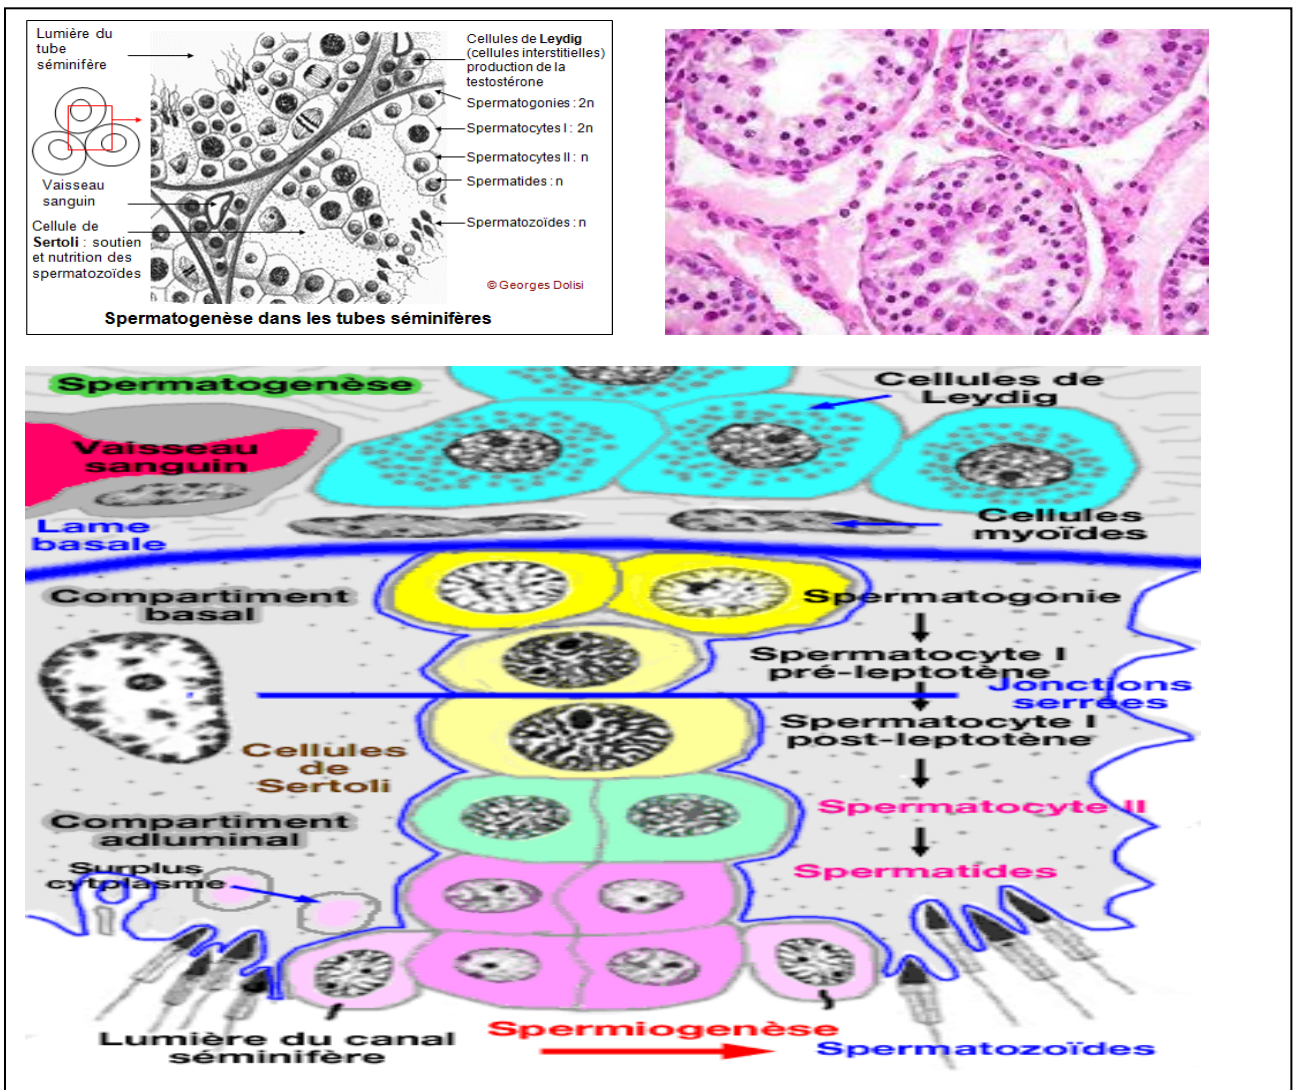 Lumière du
tube
séminifère
Vaisseau
sanguin
Cellule de
Sertoli : soutien
et nutrition des
spermatozoïdes
Cellules de Leydig
(cellules interstitielles)
production de la
testostérone
Spermatogonies : 2n
Spermatocytes I : 2n
Spermatocytes II : n
Spermatides : n
Spermatozoïdes : n
© Georges Dolisi
Spermatogenèse dans les tubes séminifères
Spermatogenèse
Cellules de
Leydig
Vaisseau
sanguin
Lame
basale
Cellules
myoïdes
Compartiment
basal
Spermatogonie
Spermatocyte I
pré-leptotène
Jonctions
serrées
Spermatocyte I
post-leptotène
Cellules
de
Sertoli
Spermatocyte II
Compartiment
adluminal
Spermatides
Surplus
cytplasme
Lumière du canal
séminifère
Spermiogenèse
Spermatozoïdes